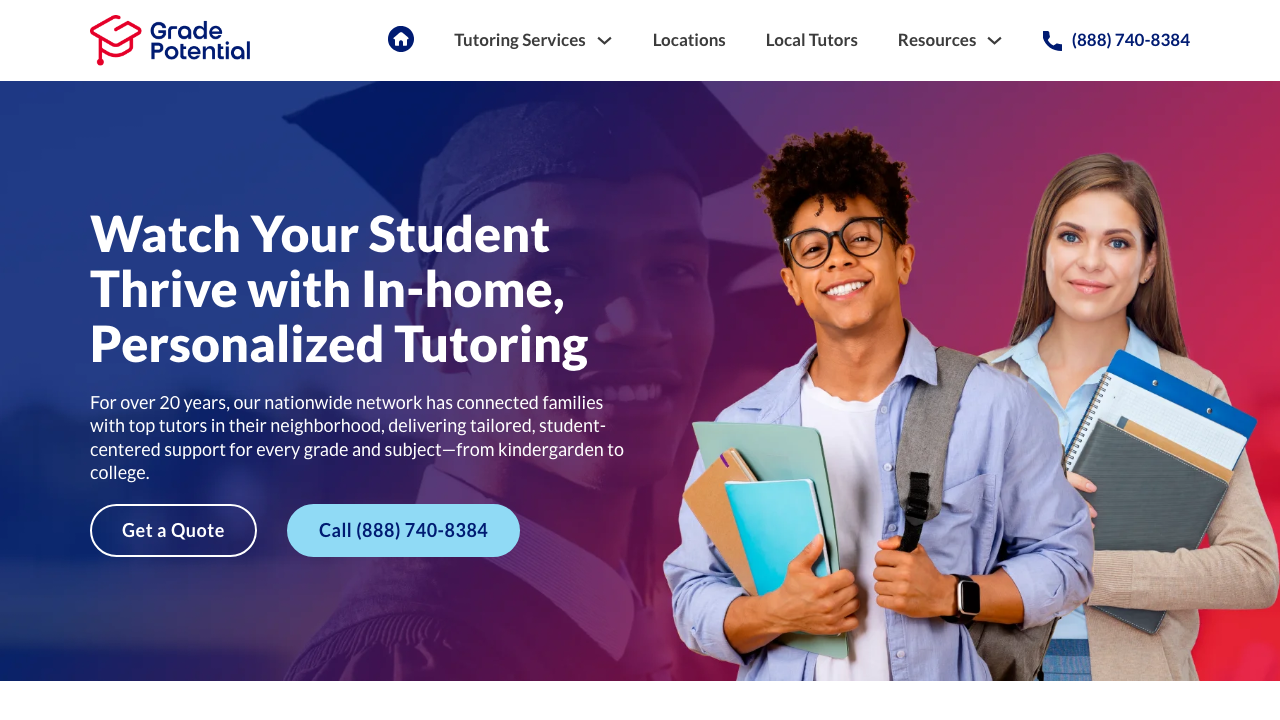 Grade
Potential
Tutoring Services
Locations
Local Tutors
Resources
(888) 740-8384
Watch Your Student
Thrive with In-home,
Personalized Tutoring
For over 20 years, our nationwide network has connected families
with top tutors in their neighborhood, delivering tailored, student-
centered support for every grade and subject—from kindergarden to
college.
Get a Quote
Call (888) 740-8384